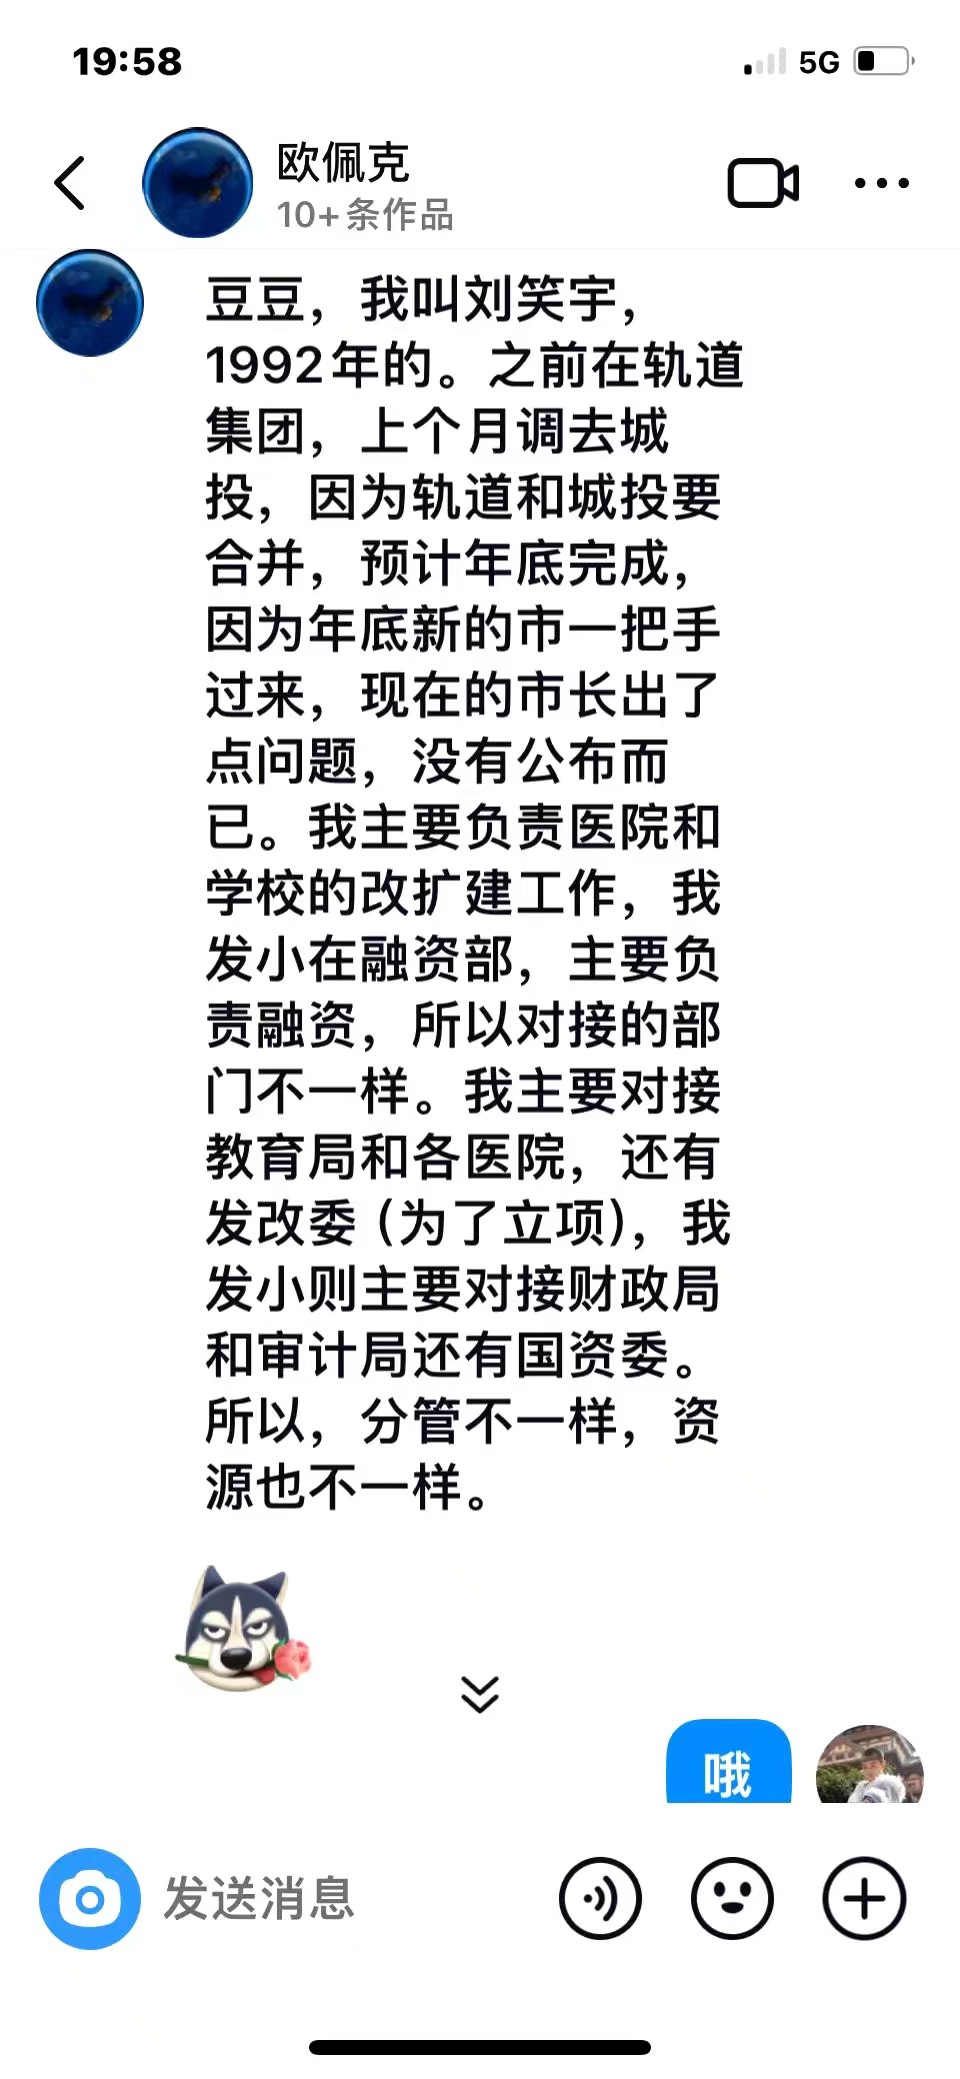 19:58
5G
欧佩克
10+条作品
豆豆，我叫刘笑宇，
1992年的。之前在轨道
集团，上个月调去城
投，因为轨道和城投要
合并，预计年底完成，
因为年底新的市一把手
过来，现在的市长出了
点问题，没有公布而
已。我主要负责医院和
学校的改扩建工作，我
发小在融资部，主要负
责融资，所以对接的部
门不一样。我主要对接
教育局和各医院，还有
发改委（为了立项），我
发小则主要对接财政局
和审计局还有国资委。
所以，分管不一样，资
源也不一样。
哦
发送消息